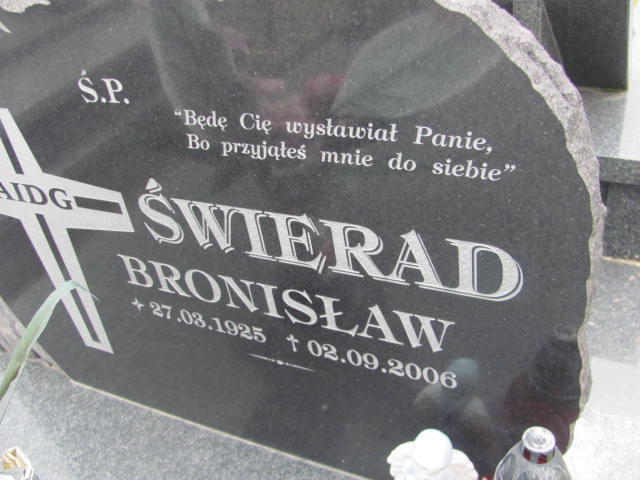 Ś.P.
"Będę Cię wysławiał Panie,
Bo przyjąłeś mnie do siebie"
AIDG
ŚWIERAD
BRONISŁAW
27.03.1925 † 02.09.2006